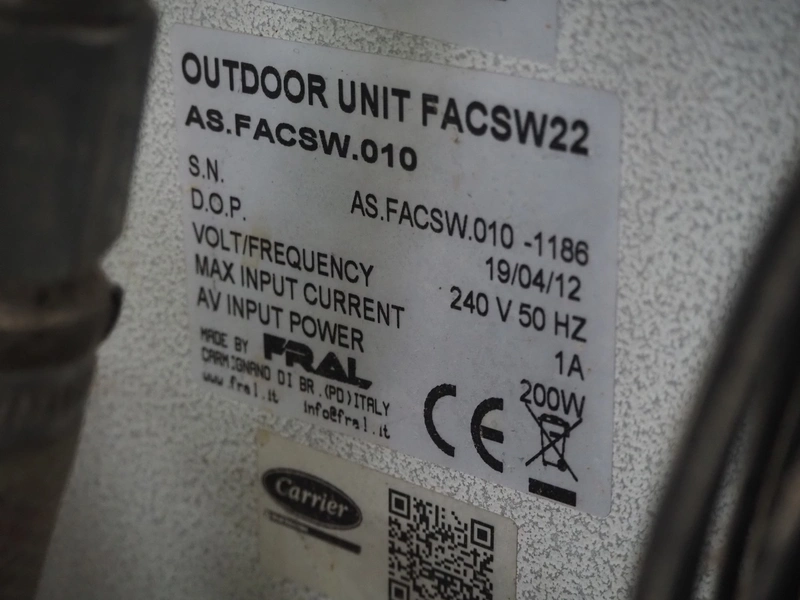 OUTDOOR UNIT FACSW22
AS.FACSW.010
S.N. AS.FACSW.010 -1186
D.O.P. 19/04/12
VOLT/FREQUENCY 240 V 50 HZ
MAX INPUT CURRENT 1A
AV INPUT POWER 200W
MADE BY FRAL
CARMIGNANO DI BR.(PD)ITALY
www.fral.it info@fral.it
CE
Carrier